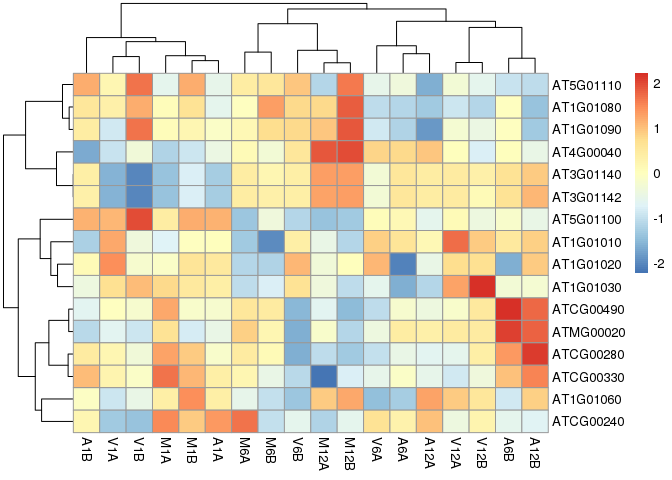 AT5G01110
AT1G01080
AT1G01090
AT4G00040
AT3G01140
AT3G01142
AT5G01100
AT1G01010
AT1G01020
AT1G01030
ATCG00490
ATMG00020
ATCG00280
ATCG00330
AT1G01060
ATCG00240
2
1
0
-1
-2
A1B V1A V1B M1A M1B A1A M6A M6B V6B M12A M12B V6A A6A A12A V12A V12B A6B A12B